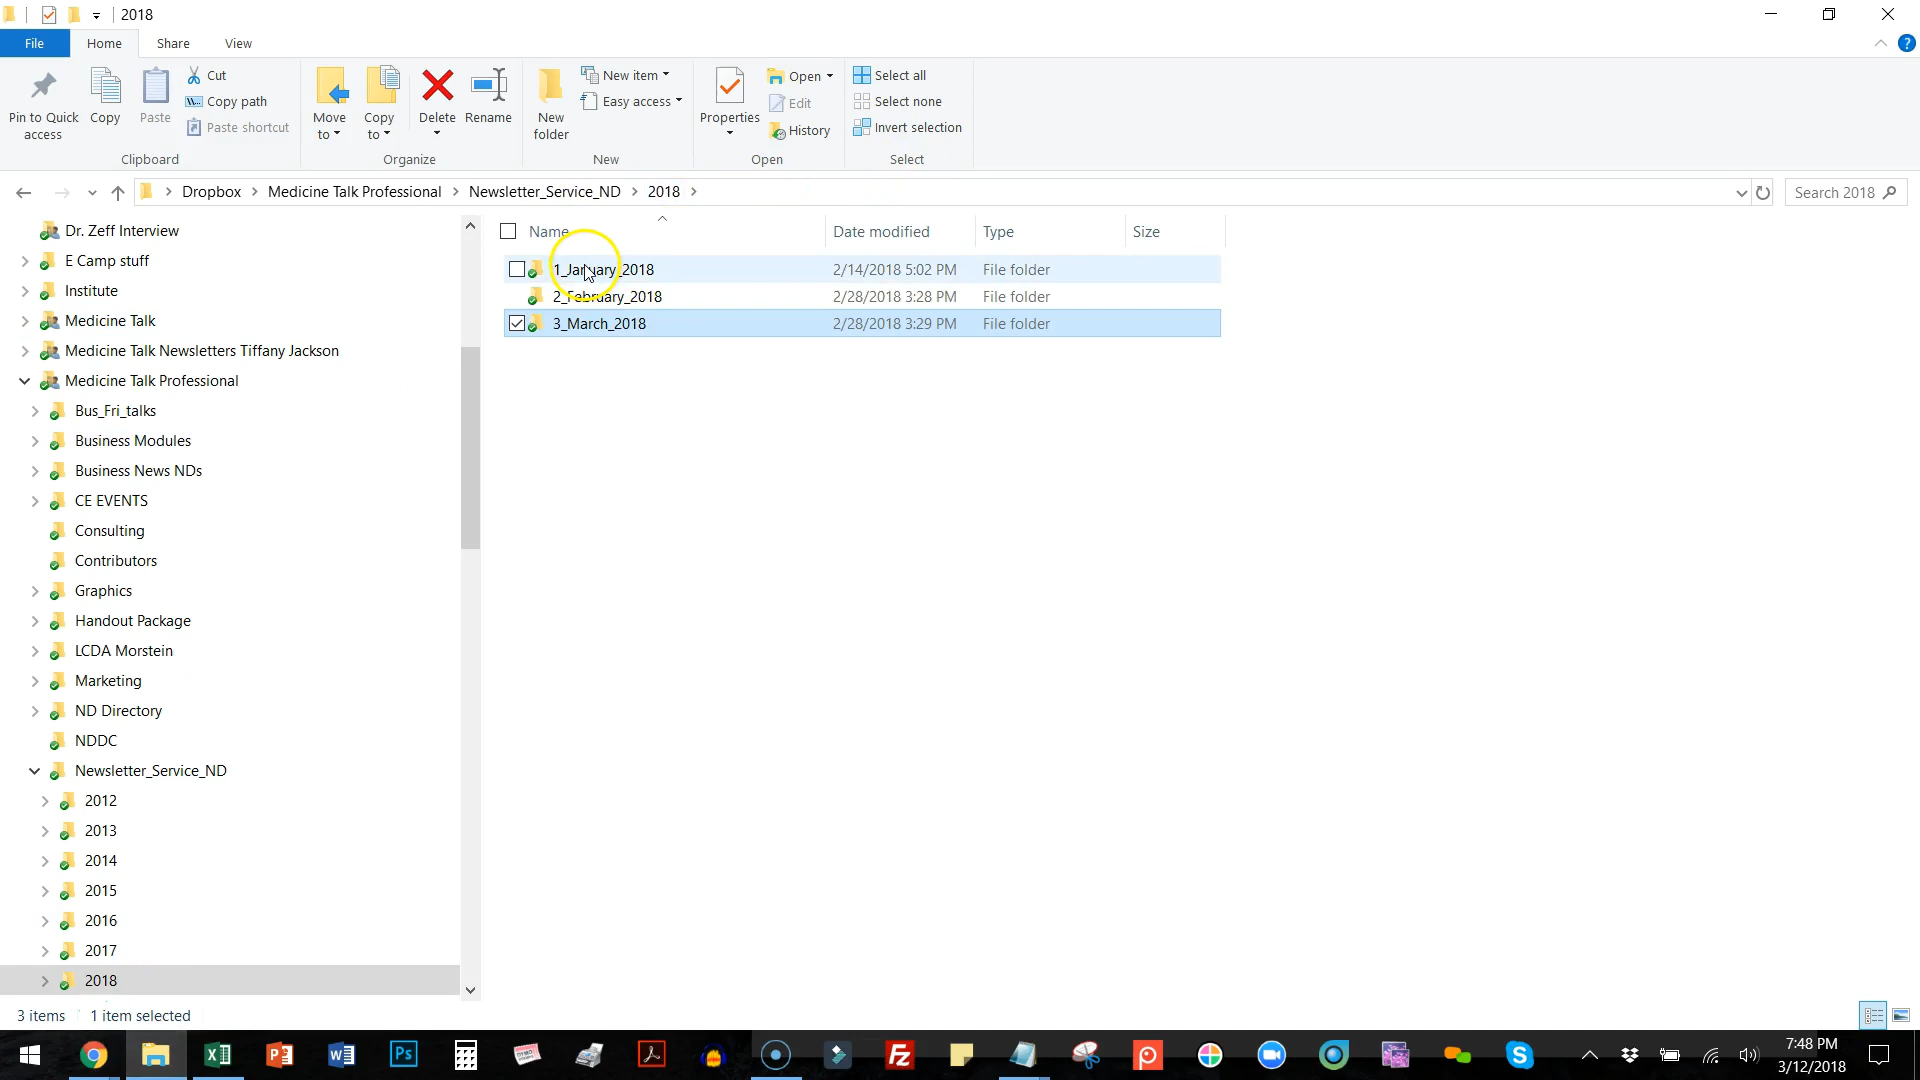 2018
File Home Share View
Pin to Quick access
Copy
Paste
Cut
Copy path
Paste shortcut
Clipboard
Move to
Copy to
Delete
Rename
Organize
New folder
New item
Easy access
New
Properties
Open
Edit
History
Open
Select all
Select none
Invert selection
Select
Dropbox Medicine Talk Professional Newsletter_Service_ND 2018
Search 2018
Dr. Zeff Interview
E Camp stuff
Institute
Medicine Talk
Medicine Talk Newsletters Tiffany Jackson
Medicine Talk Professional
Bus_Fri_talks
Business Modules
Business News NDs
CE EVENTS
Consulting
Contributors
Graphics
Handout Package
LCDA Morstein
Marketing
ND Directory
NDDC
Newsletter_Service_ND
2012
2013
2014
2015
2016
2017
2018
Name Date modified Type Size
1_January_2018 2/14/2018 5:02 PM File folder
2_February_2018 2/28/2018 3:28 PM File folder
3_March_2018 2/28/2018 3:29 PM File folder
3 items 1 item selected
7:48 PM
3/12/2018